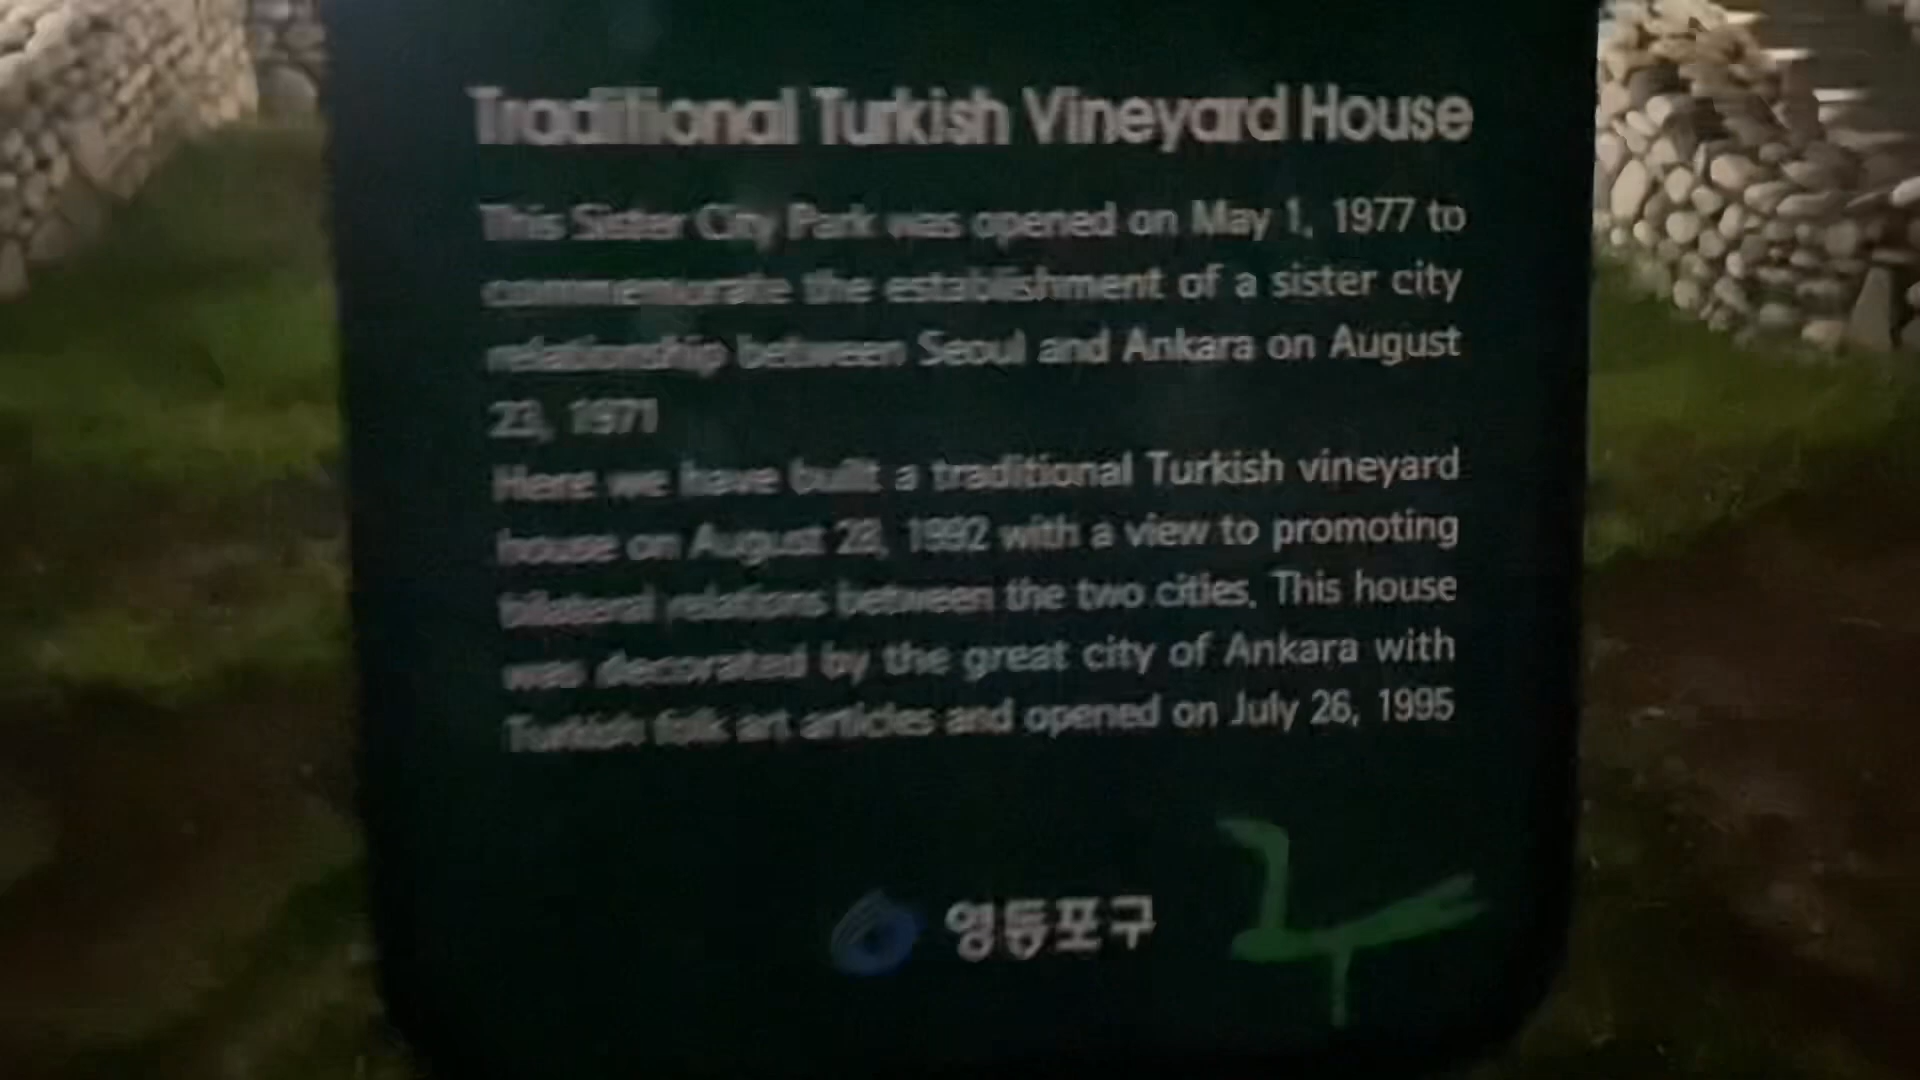 Traditional Turkish Vineyard House
This Sister City Park was opened on May 1, 1977 to
commemurate the establishment of a sister city
relationship between Seoul and Ankara on August
23, 1971
Here we have built a traditional Turkish vineyard
house on August 28, 1992 with a view to promoting
bilateral relations between the two cities. This house
was decorated by the great city of Ankara with
Turkish folk art articles and opened on July 26, 1995
영등포구